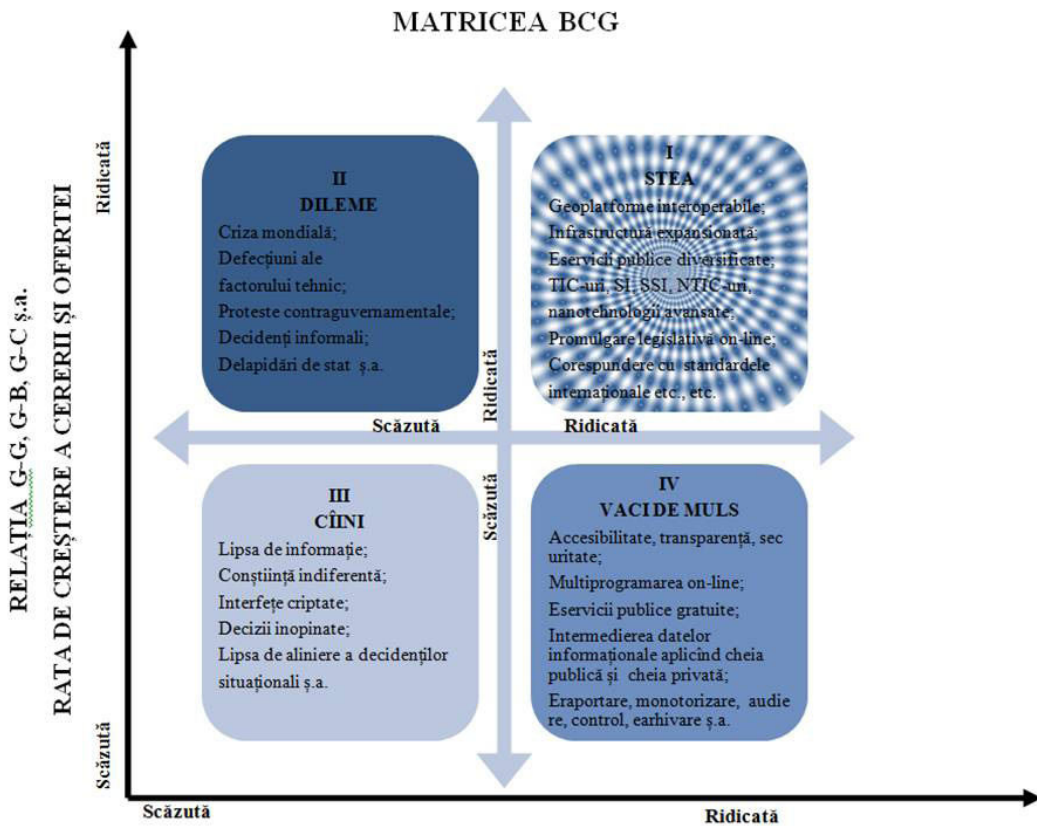 MATRICEA BCG
RELAȚIA G-G, G-B, G-C ș.a.
RATA DE CREȘTERE A CERERII ȘI OFERTEI
Ridicată
Scăzută
II
DILEME
Criza mondială;
Defecțiuni ale
factorului tehnic;
Proteste contraguvernamentale;
Decidenți informali;
Delapidări de stat ș.a.
I
STEA
Geoplatforme interoperabile;
Infrastructură expansionată;
Eservicii publice diversificate;
TIC-uri, SI, SSI, NTIC-uri,
nanotehnologii avansate;
Promulgare legislativă on-line;
Corespundere cu standardele
internaționale etc., etc.
Ridicată
Scăzută
Scăzută
Ridicată
III
CÎINI
Lipsa de informație;
Conștiință indiferentă;
Interfețe criptate;
Decizii inopinate;
Lipsa de aliniere a decidenților
situaționali ș.a.
IV
VACI DE MULS
Accesibilitate, transparență, sec
uritate;
Multiprogramarea on-line;
Eservicii publice gratuite;
Intermedierea datelor
informaționale aplicînd cheia
publică și cheia privată;
Eraportare, monotorizare, audie
re, control, earhivare ș.a.
Scăzută
Ridicată